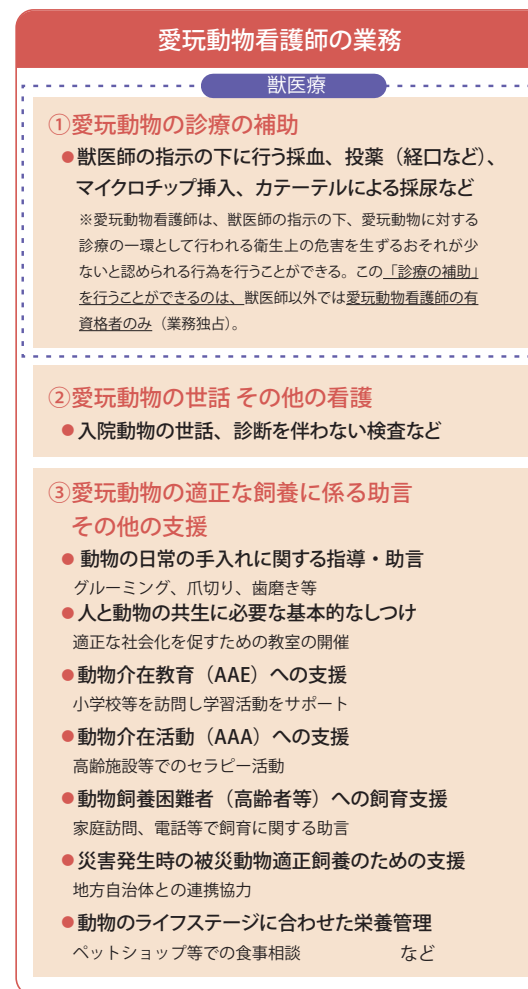 愛玩動物看護師の業務
獣医療
①愛玩動物の診療の補助
●獣医師の指示の下に行う採血、投薬（経口など）、
マイクロチップ挿入、カテーテルによる採尿など
※愛玩動物看護師は、獣医師の指示の下、愛玩動物に対する
診療の一環として行われる衛生上の危害を生ずるおそれが少
ないと認められる行為を行うことができる。この「診療の補助」
を行うことができるのは、獣医師以外では愛玩動物看護師の有
資格者のみ（業務独占）。
②愛玩動物の世話 その他の看護
●入院動物の世話、診断を伴わない検査など
③愛玩動物の適正な飼養に係る助言
その他の支援
● 動物の日常の手入れに関する指導・助言
グルーミング、爪切り、歯磨き等
●人と動物の共生に必要な基本的なしつけ
適正な社会化を促すための教室の開催
●動物介在教育（AAE）への支援
小学校等を訪問し学習活動をサポート
●動物介在活動（AAA）への支援
高齢施設等でのセラピー活動
●動物飼養困難者（高齢者等）への飼育支援
家庭訪問、電話等で飼育に関する助言
●災害発生時の被災動物適正飼養のための支援
地方自治体との連携協力
●動物のライフステージに合わせた栄養管理
ペットショップ等での食事相談 など